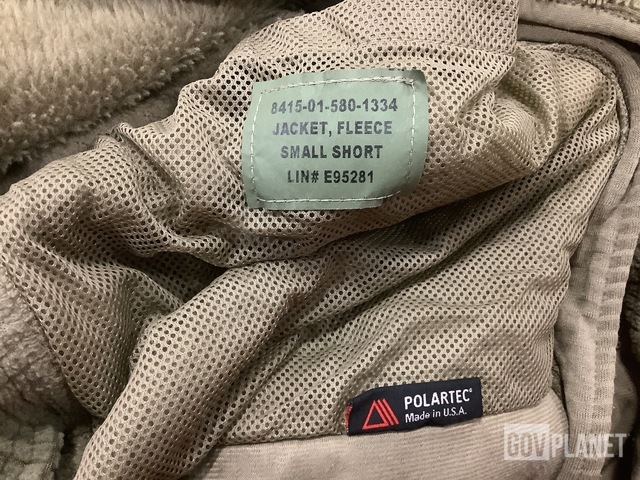 8415-01-580-1334
JACKET, FLEECE
SMALL SHORT
LIN# E95281
POLARTEC®
Made in U.S.A.
GOVPLANET